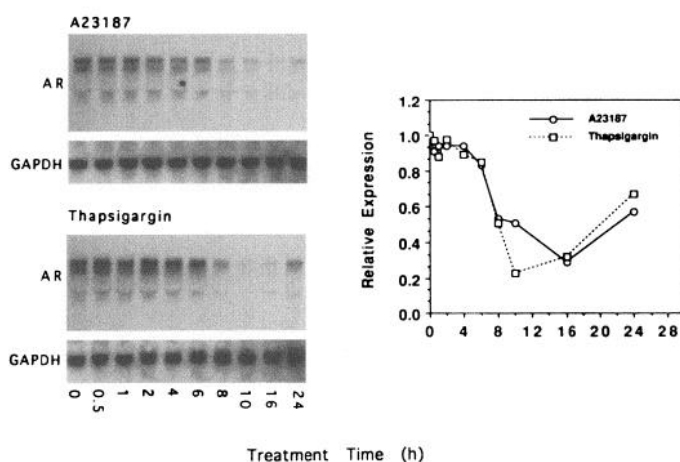 A23187
AR
GAPDH
Thapsigargin
AR
GAPDH
0 0.5 1 2 4 6 8 10 16 24
Relative Expression
1.2
1.0
0.8
0.6
0.4
0.2
0.0
A23187
Thapsigargin
0 4 8 12 16 20 24 28
Treatment Time (h)